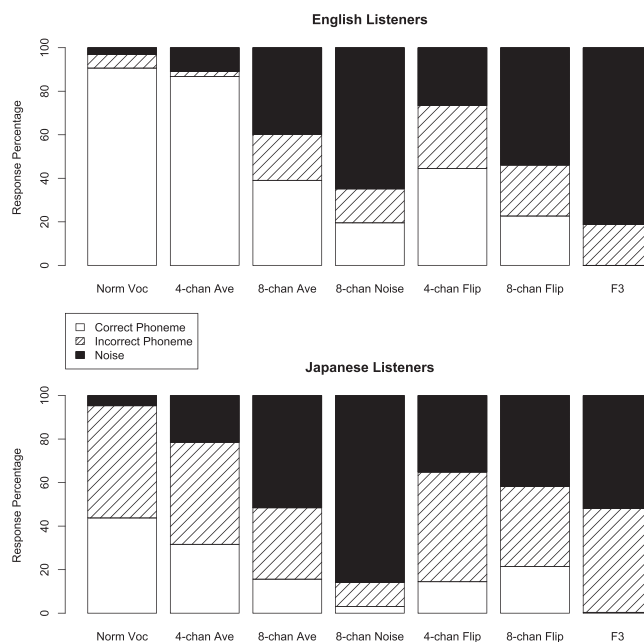 English Listeners
Response Percentage
100
80
60
40
20
0
Norm Voc 4-chan Ave 8-chan Ave 8-chan Noise 4-chan Flip 8-chan Flip F3
Correct Phoneme
Incorrect Phoneme
Noise
Japanese Listeners
Response Percentage
100
80
60
40
20
0
Norm Voc 4-chan Ave 8-chan Ave 8-chan Noise 4-chan Flip 8-chan Flip F3